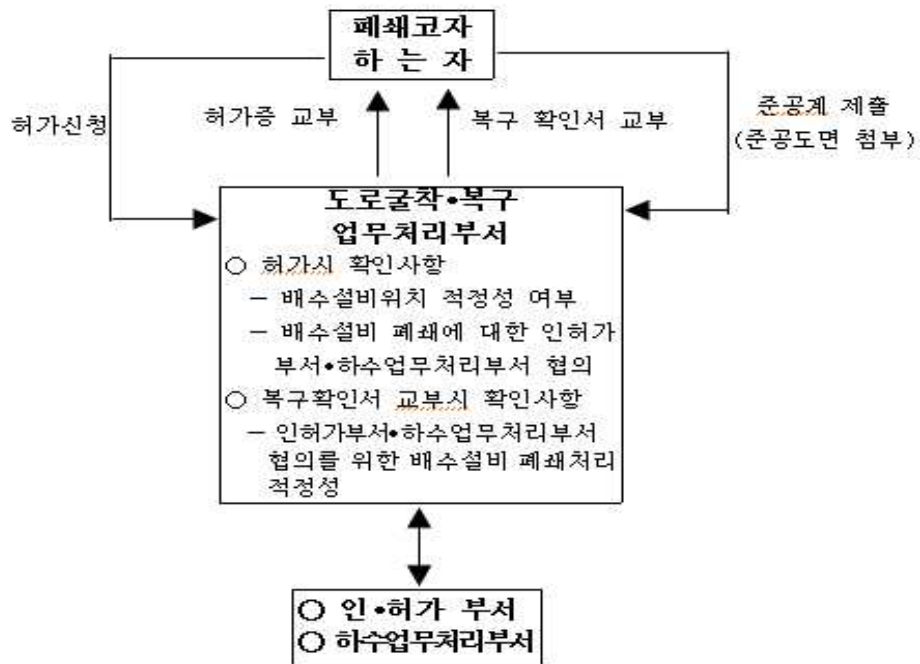 폐쇄코자
하 는 자
허가신청
허가증 교부
복구 확인서 교부
준공계 제출
(준공도면 첨부)
도로굴착•복구
업무처리부서
○ 허가시 확인사항
- 배수설비위치 적정성 여부
- 배수설비 폐쇄에 대한 인허가
부서•하수업무처리부서 협의
○ 복구확인서 교부시 확인사항
- 인허가부서•하수업무처리부서
협의를 위한 배수설비 폐쇄처리
적정성
○ 인•허가 부서
○ 하수업무처리부서